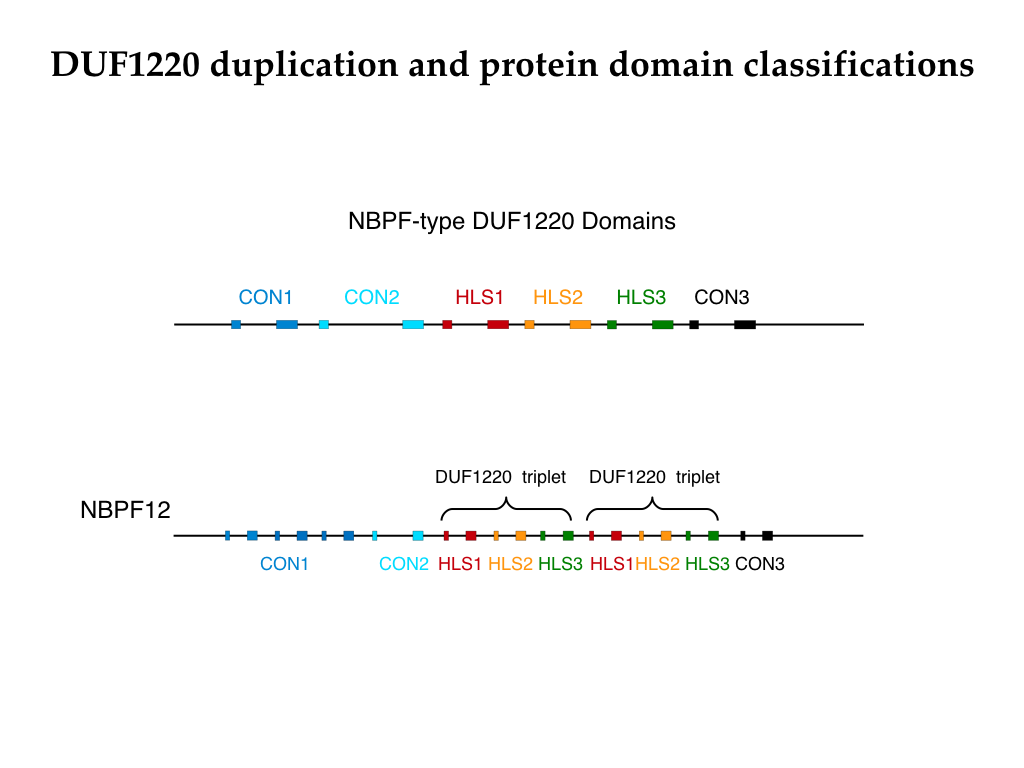 DUF1220 duplication and protein domain classifications
NBPF-type DUF1220 Domains
CON1 CON2 HLS1 HLS2 HLS3 CON3
DUF1220 triplet DUF1220 triplet
NBPF12
CON1 CON2 HLS1 HLS2 HLS3 HLS1 HLS2 HLS3 CON3